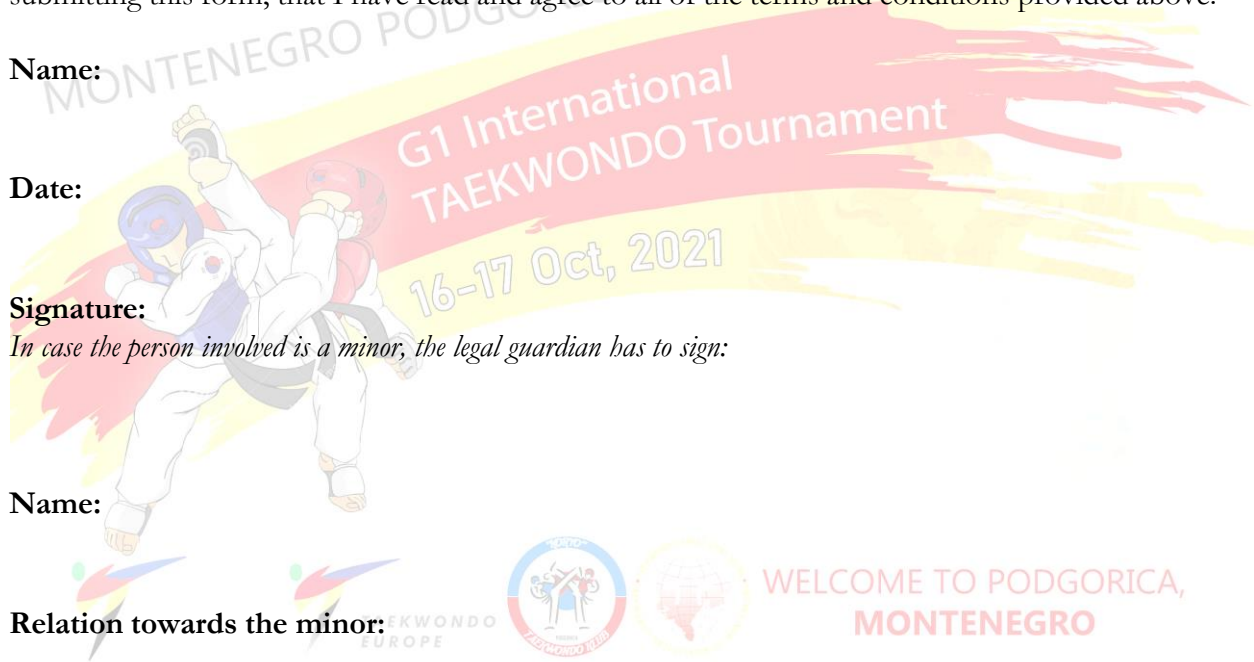 submitting this form, that I have read and agree to all of the terms and conditions provided above.
MONTENEGRO
Name:
G1 International
TAEKWONDO Tournament
Date:
16-17 Oct, 2021
Signature:
In case the person involved is a minor, the legal guardian has to sign:
Name:
WELCOME TO PODGORICA,
MONTENEGRO
Relation towards the minor:
TAEKWONDO
EUROPE